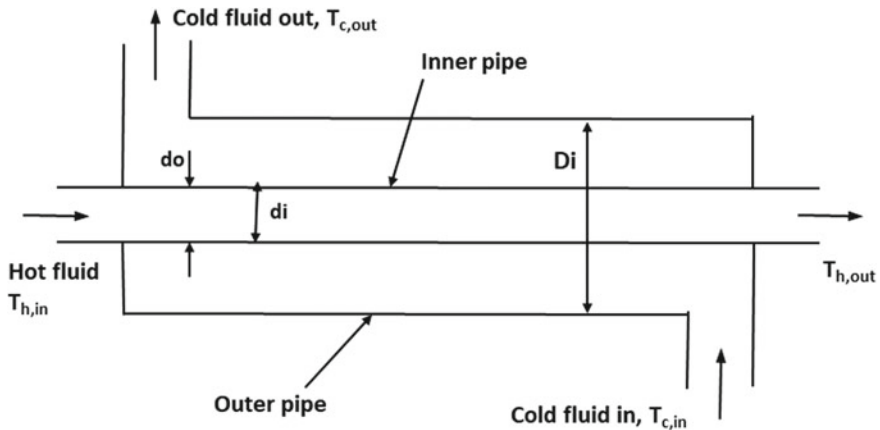 Cold fluid out, T_c,out
Inner pipe
do
Di
di
Hot fluid
T_h,in
T_h,out
Outer pipe
Cold fluid in, T_c,in